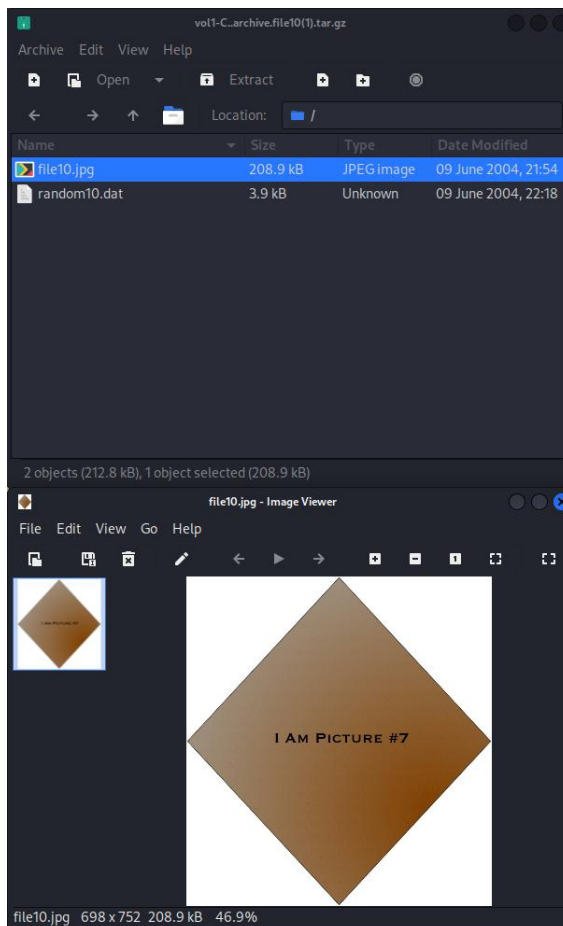 vol1-C..archive.file10(1).tar.gz
Archive Edit View Help
Open Extract
Location: /
Name Size Type Date Modified
file10.jpg 208.9 kB JPEG image 09 June 2004, 21:54
random10.dat 3.9 kB Unknown 09 June 2004, 22:18
2 objects (212.8 kB), 1 object selected (208.9 kB)
file10.jpg - Image Viewer
File Edit View Go Help
I AM PICTURE #7
I AM PICTURE #7
file10.jpg 698 x 752 208.9 kB 46.9%